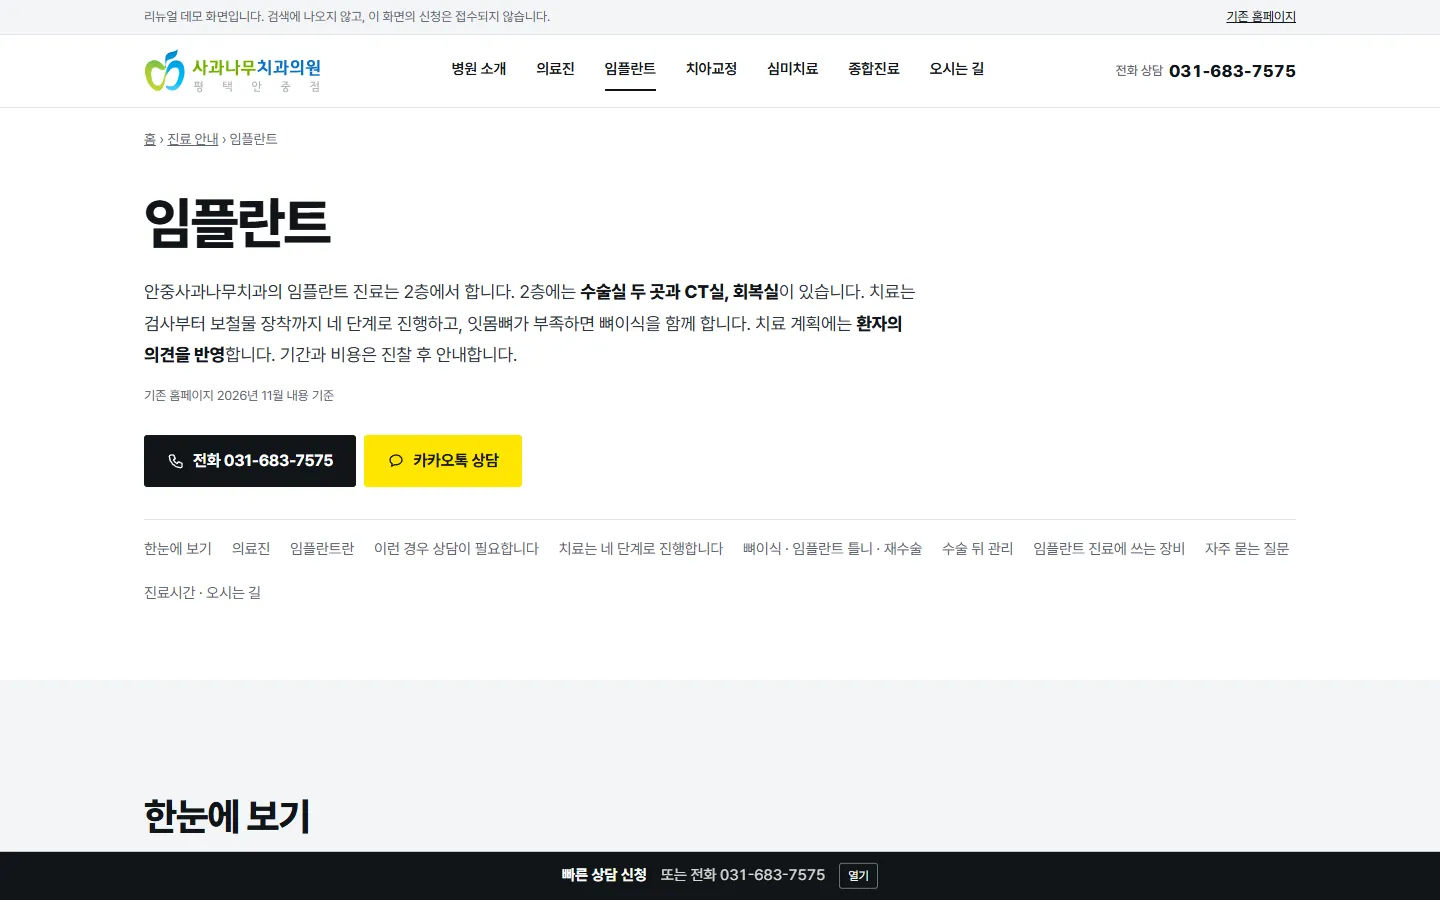 리뉴얼 데모 화면입니다. 검색에 나오지 않고, 이 화면의 신청은 접수되지 않습니다.
기존 홈페이지
사과나무치과의원
평택안중점
병원 소개 의료진 임플란트 치아교정 심미치료 종합진료 오시는 길
전화 상담 031-683-7575
홈 › 진료 안내 › 임플란트
임플란트
안중사과나무치과의 임플란트 진료는 2층에서 합니다. 2층에는 수술실 두 곳과 CT실, 회복실이 있습니다. 치료는
검사부터 보철물 장착까지 네 단계로 진행하고, 잇몸뼈가 부족하면 뼈이식을 함께 합니다. 치료 계획에는 환자의
의견을 반영합니다. 기간과 비용은 진찰 후 안내합니다.
기존 홈페이지 2026년 11월 내용 기준
전화 031-683-7575
카카오톡 상담
한눈에 보기 의료진 임플란트란 이런 경우 상담이 필요합니다 치료는 네 단계로 진행합니다 뼈이식 · 임플란트 틀니 · 재수술 수술 뒤 관리 임플란트 진료에 쓰는 장비 자주 묻는 질문
진료시간 · 오시는 길
한눈에 보기
빠른 상담 신청 또는 전화 031-683-7575 열기